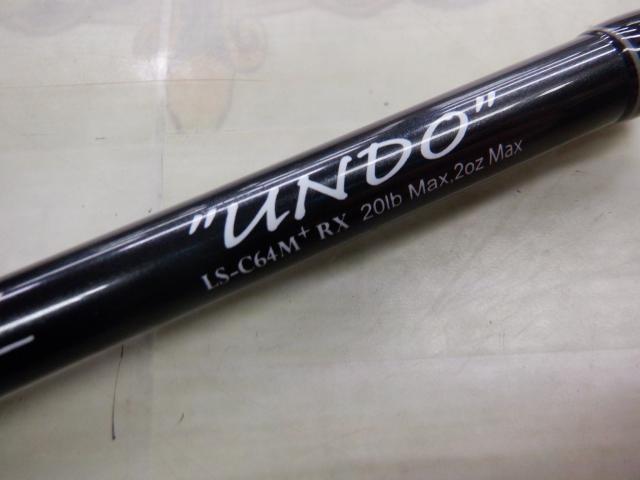 "UNDO"
LS-C64M+ RX 20lb Max,2oz Max